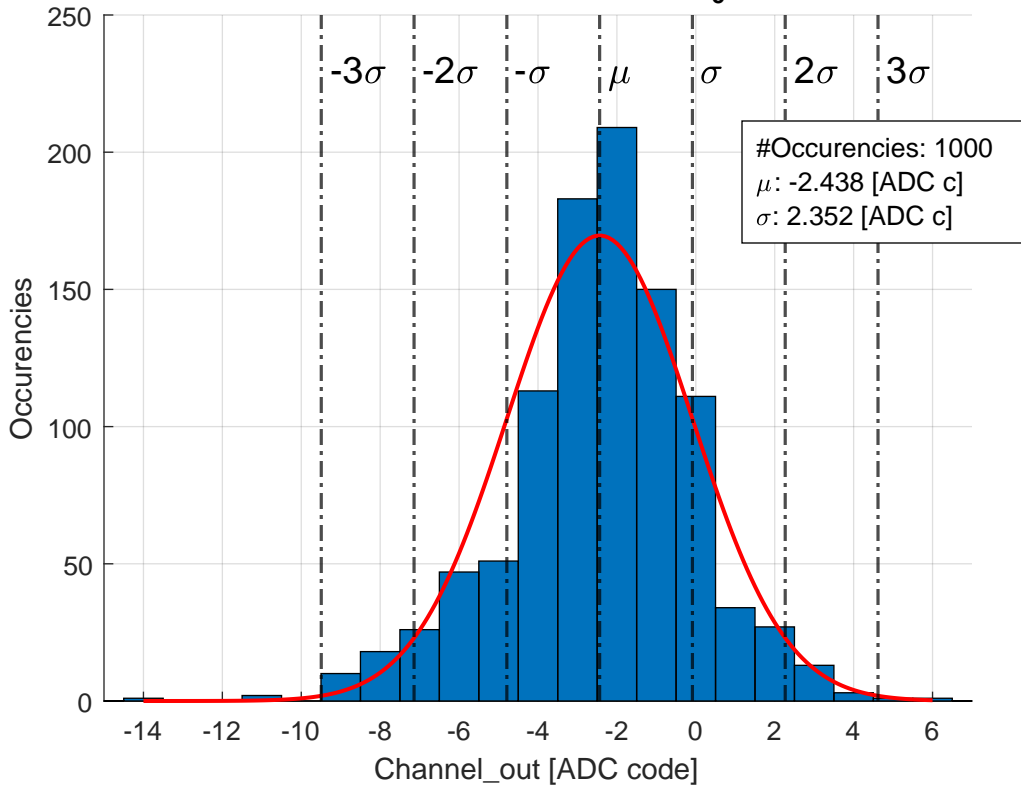 250
200
150
100
50
0
-3σ -2σ -σ μ σ 2σ 3σ
#Occurencies: 1000
μ: -2.438 [ADC c]
σ: 2.352 [ADC c]
Occurencies
-14 -12 -10 -8 -6 -4 -2 0 2 4 6
Channel_out [ADC code]